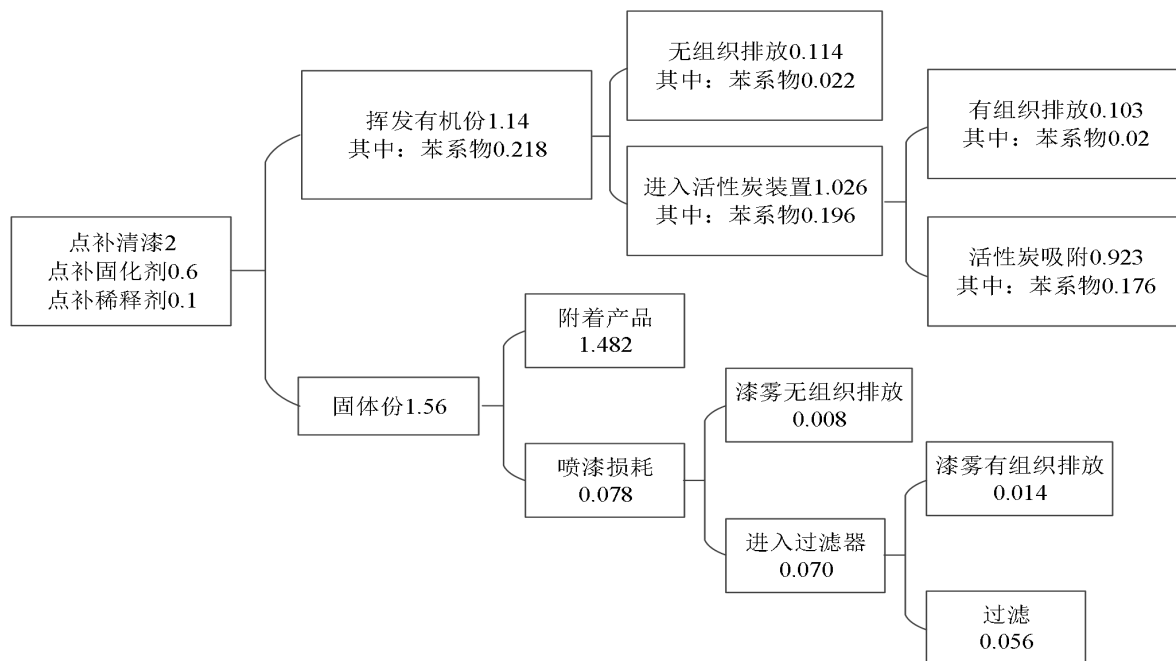 点补清漆2
点补固化剂0.6
点补稀释剂0.1
挥发有机份1.14
其中：苯系物0.218
无组织排放0.114
其中：苯系物0.022
进入活性炭装置1.026
其中：苯系物0.196
有组织排放0.103
其中：苯系物0.02
活性炭吸附0.923
其中：苯系物0.176
固体份1.56
附着产品
1.482
喷漆损耗
0.078
漆雾无组织排放
0.008
进入过滤器
0.070
漆雾有组织排放
0.014
过滤
0.056